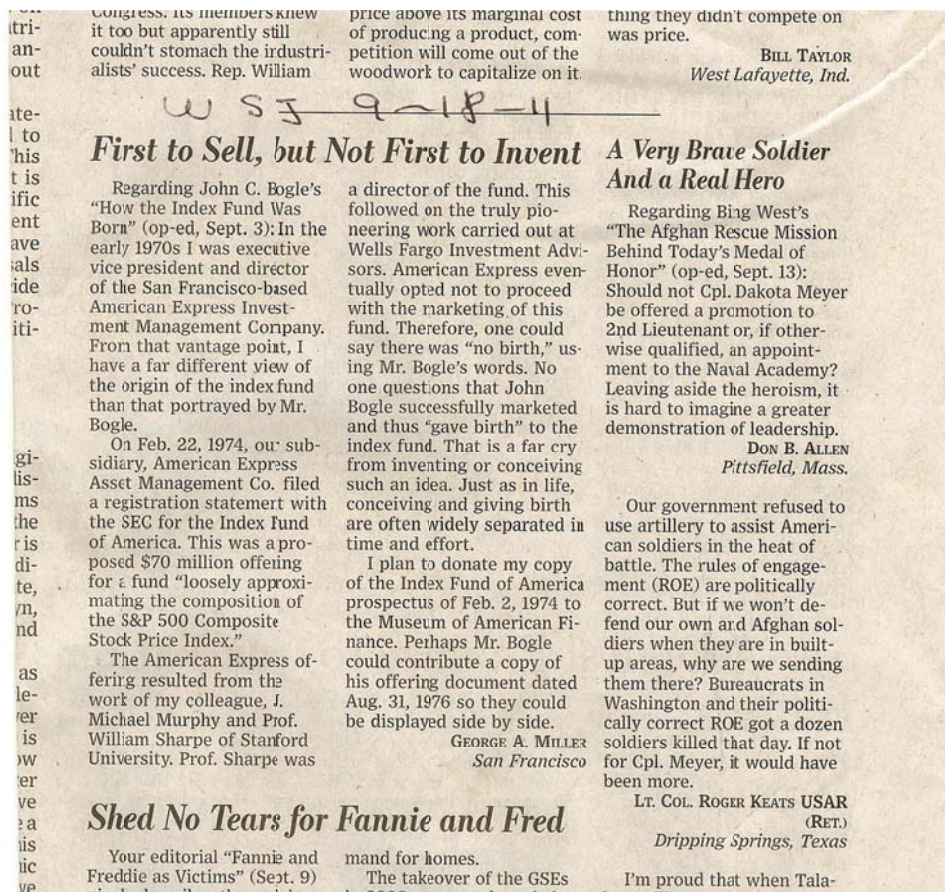 Congress. Its members knew
it too but apparently still
couldn't stomach the industri-
alists' success. Rep. William
price above its marginal cost
of producing a product, com-
petition will come out of the
woodwork to capitalize on it.
thing they didn't compete on
was price.
BILL TAYLOR
West Lafayette, Ind.
WSJ 9-18-11
First to Sell, but Not First to Invent
Regarding John C. Bogle's
"How the Index Fund Was
Born" (op-ed, Sept. 3): In the
early 1970s I was executive
vice president and director
of the San Francisco-based
American Express Invest-
ment Management Company.
From that vantage point, I
have a far different view of
the origin of the index fund
than that portrayed by Mr.
Bogle.
On Feb. 22, 1974, our sub-
sidiary, American Express
Asset Management Co. filed
a registration statement with
the SEC for the Index Fund
of America. This was a pro-
posed $70 million offering
for a fund "loosely approxi-
mating the composition of
the S&P 500 Composite
Stock Price Index."
The American Express of-
fering resulted from the
work of my colleague, J.
Michael Murphy and Prof.
William Sharpe of Stanford
University. Prof. Sharpe was
a director of the fund. This
followed on the truly pio-
neering work carried out at
Wells Fargo Investment Advi-
sors. American Express even-
tually opted not to proceed
with the marketing of this
fund. Therefore, one could
say there was "no birth," us-
ing Mr. Bogle's words. No
one questions that John
Bogle successfully marketed
and thus "gave birth" to the
index fund. That is a far cry
from inventing or conceiving
such an idea. Just as in life,
conceiving and giving birth
are often widely separated in
time and effort.
I plan to donate my copy
of the Index Fund of America
prospectus of Feb. 2, 1974 to
the Museum of American Fi-
nance. Perhaps Mr. Bogle
could contribute a copy of
his offering document dated
Aug. 31, 1976 so they could
be displayed side by side.
GEORGE A. MILLER
San Francisco
A Very Brave Soldier
And a Real Hero
Regarding Bing West's
"The Afghan Rescue Mission
Behind Today's Medal of
Honor" (op-ed, Sept. 13):
Should not Cpl. Dakota Meyer
be offered a promotion to
2nd Lieutenant or, if other-
wise qualified, an appoint-
ment to the Naval Academy?
Leaving aside the heroism, it
is hard to imagine a greater
demonstration of leadership.
DON B. ALLEN
Pittsfield, Mass.
Our government refused to
use artillery to assist Ameri-
can soldiers in the heat of
battle. The rules of engage-
ment (ROE) are politically
correct. But if we won't de-
fend our own and Afghan sol-
diers when they are in built-
up areas, why are we sending
them there? Bureaucrats in
Washington and their politi-
cally correct ROE got a dozen
soldiers killed that day. If not
for Cpl. Meyer, it would have
been more.
LT. COL. ROGER KEATS USAR
(RET.)
Dripping Springs, Texas
I'm proud that when Tala-
Shed No Tears for Fannie and Fred
Your editorial "Fannie and
Freddie as Victims" (Sept. 9)
mand for homes.
The takeover of the GSEs